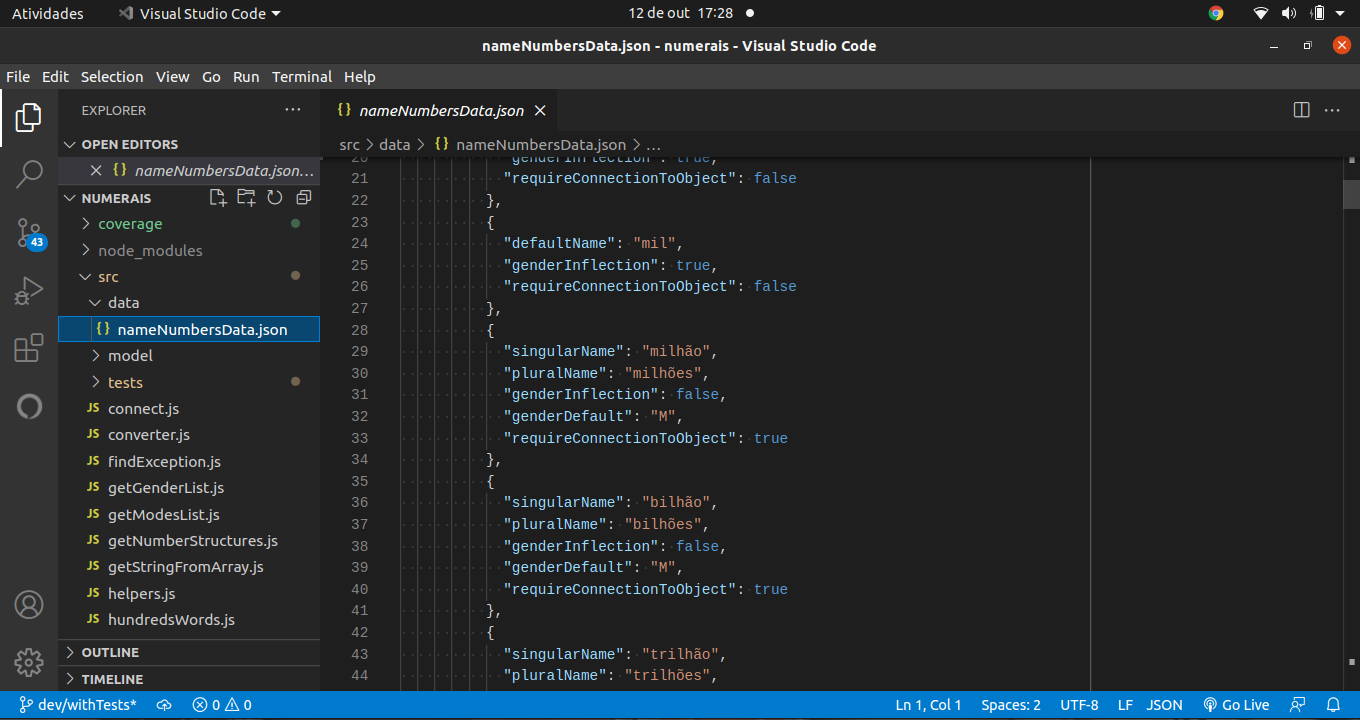 Atividades Visual Studio Code 12 de out 17:28
nameNumbersData.json - numerais - Visual Studio Code
File Edit Selection View Go Run Terminal Help
EXPLORER
OPEN EDITORS
{} nameNumbersData.json...
NUMERAIS
coverage
node_modules
src
data
{} nameNumbersData.json
model
tests
JS connect.js
JS converter.js
JS findException.js
JS getGenderList.js
JS getModesList.js
JS getNumberStructures.js
JS getStringFromArray.js
JS helpers.js
JS hundredsWords.js
OUTLINE
TIMELINE
43
{} nameNumbersData.json
src > data > {} nameNumbersData.json > ...
20 "genderInflection": true,
21 "requireConnectionToObject": false
22 },
23 {
24 "defaultName": "mil",
25 "genderInflection": true,
26 "requireConnectionToObject": false
27 },
28 {
29 "singularName": "milhão",
30 "pluralName": "milhões",
31 "genderInflection": false,
32 "genderDefault": "M",
33 "requireConnectionToObject": true
34 },
35 {
36 "singularName": "bilhão",
37 "pluralName": "bilhões",
38 "genderInflection": false,
39 "genderDefault": "M",
40 "requireConnectionToObject": true
41 },
42 {
43 "singularName": "trilhão",
44 "pluralName": "trilhões",
dev/withTests* 0 0 Ln 1, Col 1 Spaces: 2 UTF-8 LF JSON Go Live